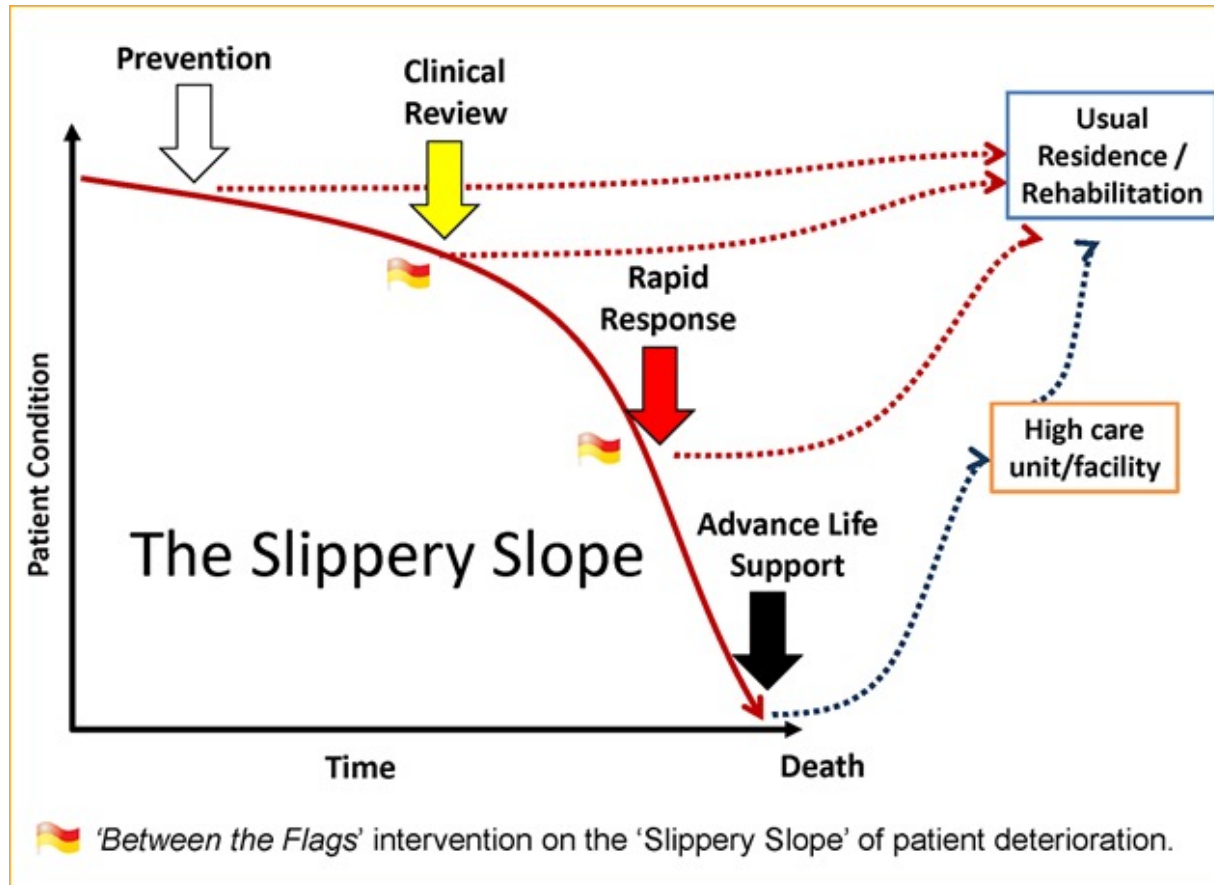 Prevention
Clinical
Review
Usual
Residence /
Rehabilitation
Rapid
Response
High care
unit/facility
Patient Condition
The Slippery Slope
Advance Life
Support
Time
Death
'Between the Flags' intervention on the 'Slippery Slope' of patient deterioration.